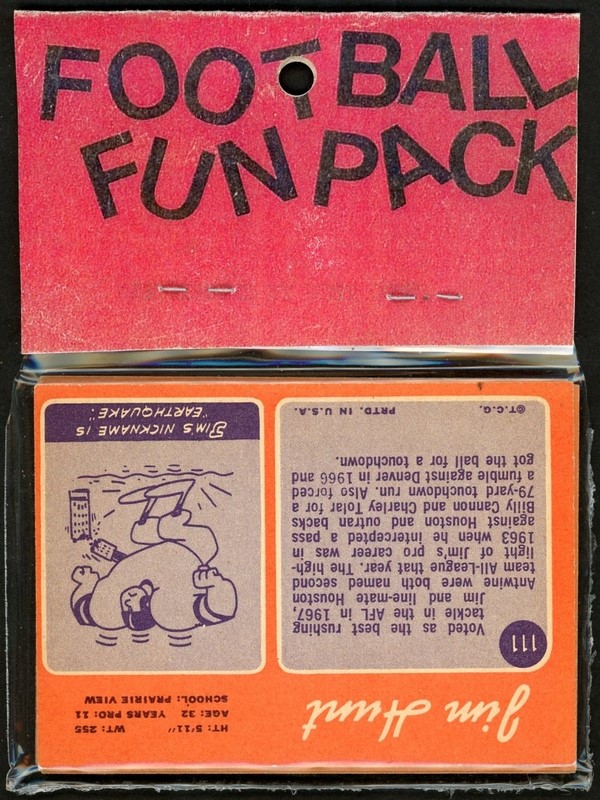 FOOTBALL
FUN PACK
Jim Hunt
HT: 5'11" WT: 255
AGE: 32 YEARS PRO: 11
SCHOOL: PRAIRIE VIEW
111
Voted as the best rushing
tackle in the AFL in 1967,
Jim and line-mate Houston
Antwine were both named second
team All-League that year. The high-
light of Jim's pro career was in
1963 when he intercepted a pass
against Houston and outran backs
Billy Cannon and Charley Tolar for a
79-yard touchdown run. Also forced
a fumble against Denver in 1966 and
got the ball for a touchdown.
©T.C.G. PRTD. IN U.S.A.
JIM'S NICKNAME IS
"EARTHQUAKE."